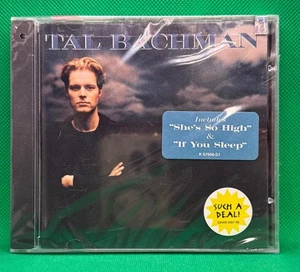 TAL BACHMAN
Includes
"She's So High"
&
"If You Sleep"
SUCH A
DEAL!